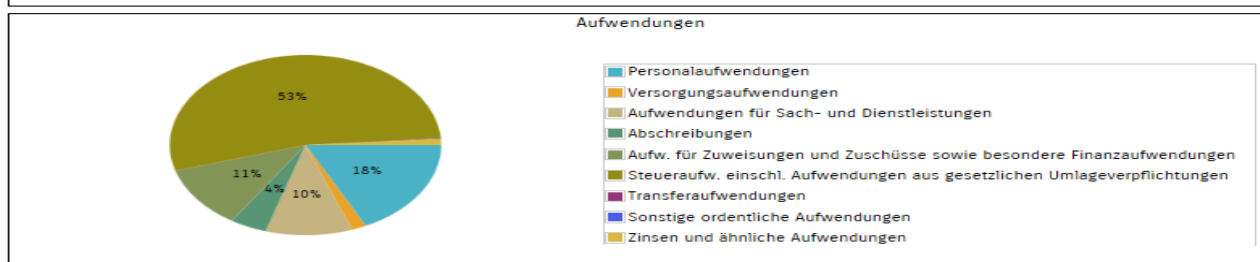 Aufwendungen
53%
11%
4%
10%
18%
Personalaufwendungen
Versorgungsaufwendungen
Aufwendungen für Sach- und Dienstleistungen
Abschreibungen
Aufw. für Zuweisungen und Zuschüsse sowie besondere Finanzaufwendungen
Steueraufw. einschl. Aufwendungen aus gesetzlichen Umlageverpflichtungen
Transferaufwendungen
Sonstige ordentliche Aufwendungen
Zinsen und ähnliche Aufwendungen